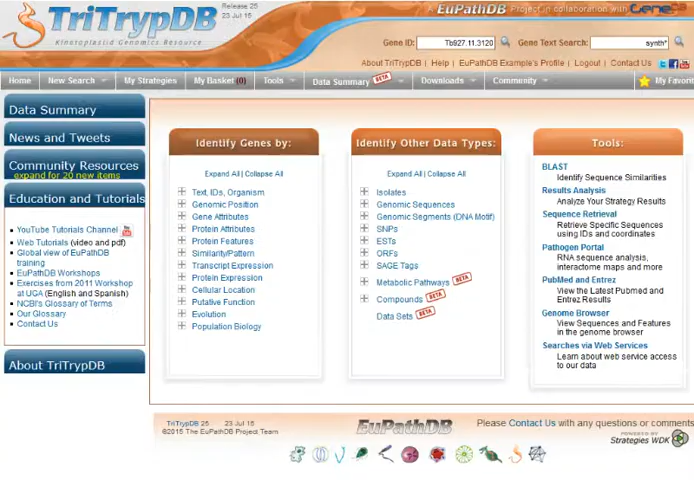 TriTrypDB
Kinetoplastid Genomics Resource
Release 25
23 Jul 15
A EuPathDB Project in collaboration with GeneDB
Gene ID: Tb927.11.3120
Gene Text Search: synth*
About TriTrypDB | Help | EuPathDB Example's Profile | Logout | Contact Us
Home New Search My Strategies My Basket (0) Tools Data Summary BETA Downloads Community My Favori
Data Summary
News and Tweets
Community Resources
expand for 20 new items
Education and Tutorials
YouTube Tutorials Channel
Web Tutorials (video and pdf)
Global view of EuPathDB
training
EuPathDB Workshops
Exercises from 2011 Workshop
at UGA (English and Spanish)
NCBI's Glossary of Terms
Our Glossary
Contact Us
About TriTrypDB
Identify Genes by:
Expand All | Collapse All
Text, IDs, Organism
Genomic Position
Gene Attributes
Protein Attributes
Protein Features
Similarity/Pattern
Transcript Expression
Protein Expression
Cellular Location
Putative Function
Evolution
Population Biology
Identify Other Data Types:
Expand All | Collapse All
Isolates
Genomic Sequences
Genomic Segments (DNA Motif)
SNPs
ESTs
ORFs
SAGE Tags
Metabolic Pathways BETA
Compounds BETA
Data Sets BETA
Tools:
BLAST
Identify Sequence Similarities
Results Analysis
Analyze Your Strategy Results
Sequence Retrieval
Retrieve Specific Sequences
using IDs and coordinates
Pathogen Portal
RNA sequence analysis,
interactome maps and more
PubMed and Entrez
View the Latest Pubmed and
Entrez Results
Genome Browser
View Sequences and Features
in the genome browser
Searches via Web Services
Learn about web service access
to our data
TriTrypDB 25 23 Jul 15
©2015 The EuPathDB Project Team
EuPathDB
Please Contact Us with any questions or comments
POWERED BY
Strategies WDK